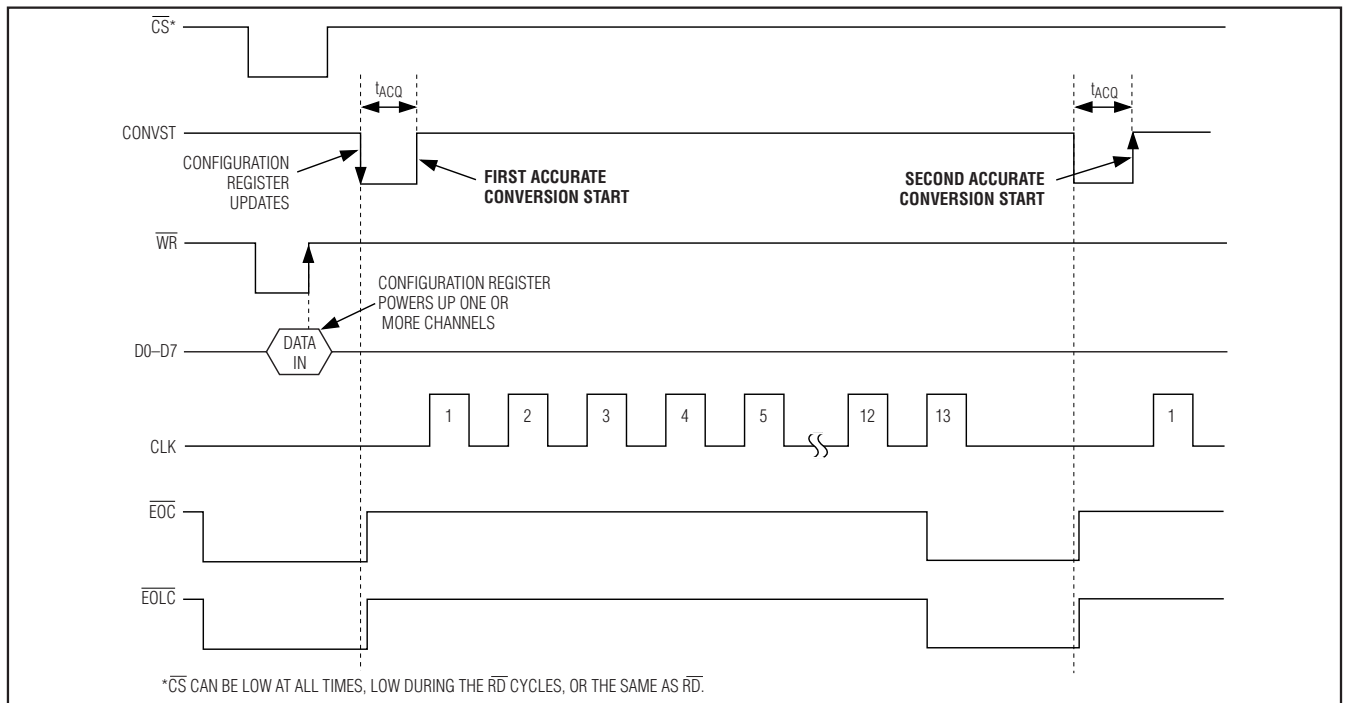 CS*
tACQ
tACQ
CONVST
CONFIGURATION
REGISTER
UPDATES
FIRST ACCURATE
CONVERSION START
SECOND ACCURATE
CONVERSION START
WR
CONFIGURATION REGISTER
POWERS UP ONE OR
MORE CHANNELS
D0–D7
DATA
IN
1
2
3
4
5
12
13
1
CLK
EOC
EOLC
*CS CAN BE LOW AT ALL TIMES, LOW DURING THE RD CYCLES, OR THE SAME AS RD.